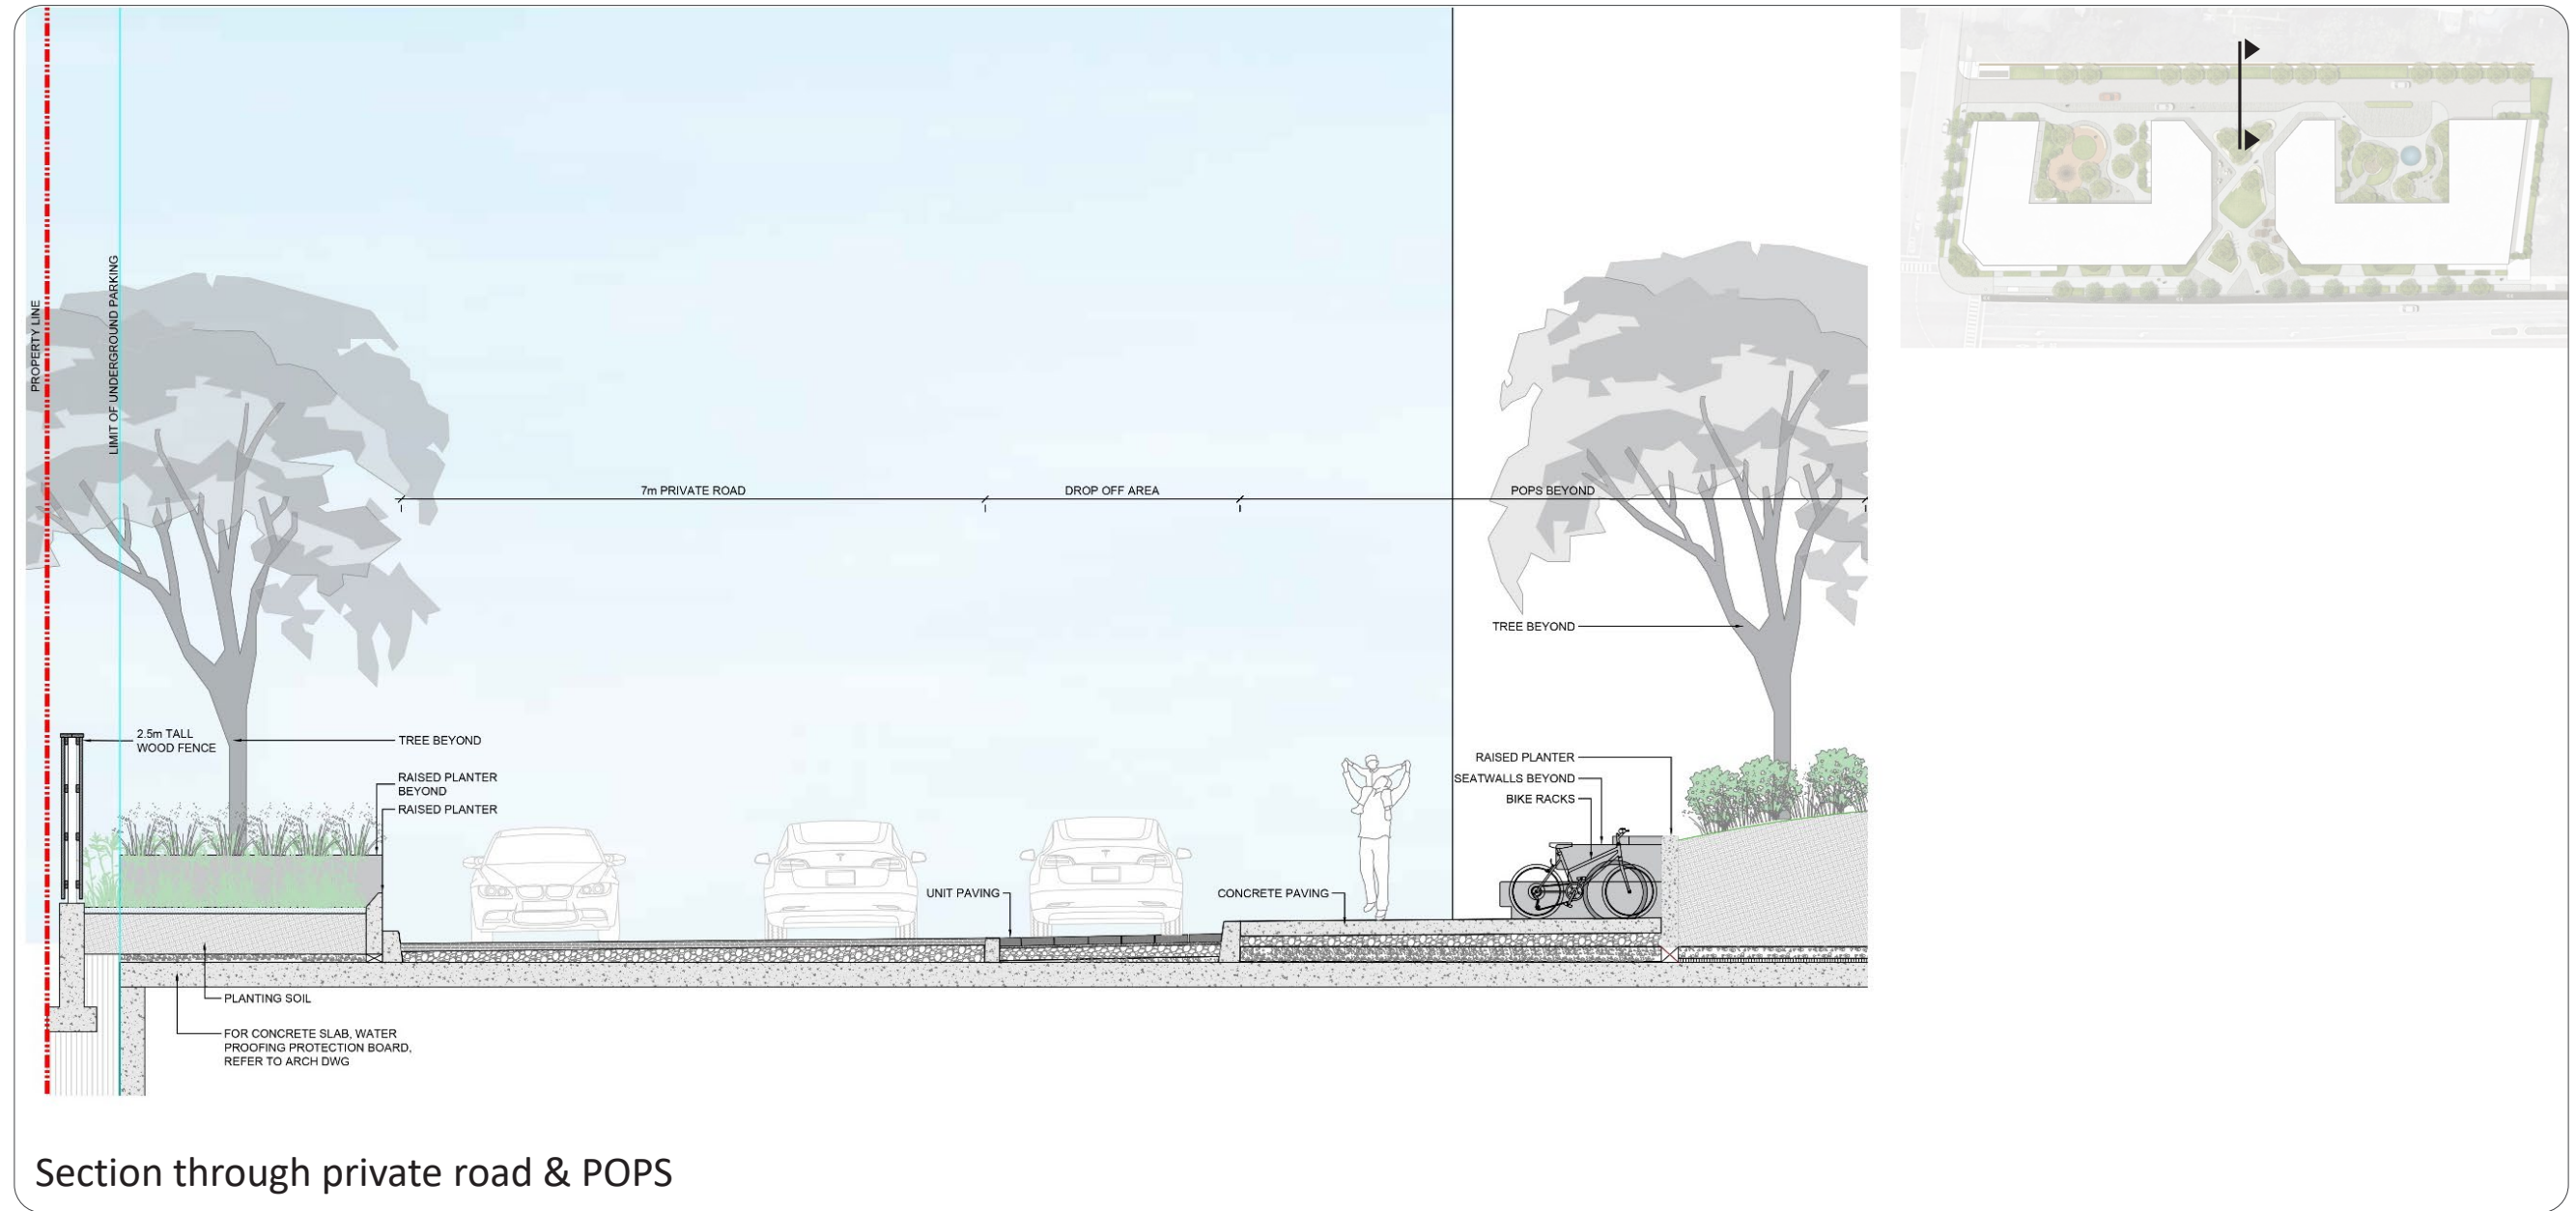 PROPERTY LINE
LIMIT OF UNDERGROUND PARKING
7m PRIVATE ROAD
DROP OFF AREA
POPS BEYOND
TREE BEYOND
2.5m TALL
WOOD FENCE
TREE BEYOND
RAISED PLANTER
BEYOND
RAISED PLANTER
RAISED PLANTER
SEATWALLS BEYOND
BIKE RACKS
UNIT PAVING
CONCRETE PAVING
PLANTING SOIL
FOR CONCRETE SLAB, WATER
PROOFING PROTECTION BOARD,
REFER TO ARCH DWG
Section through private road & POPS